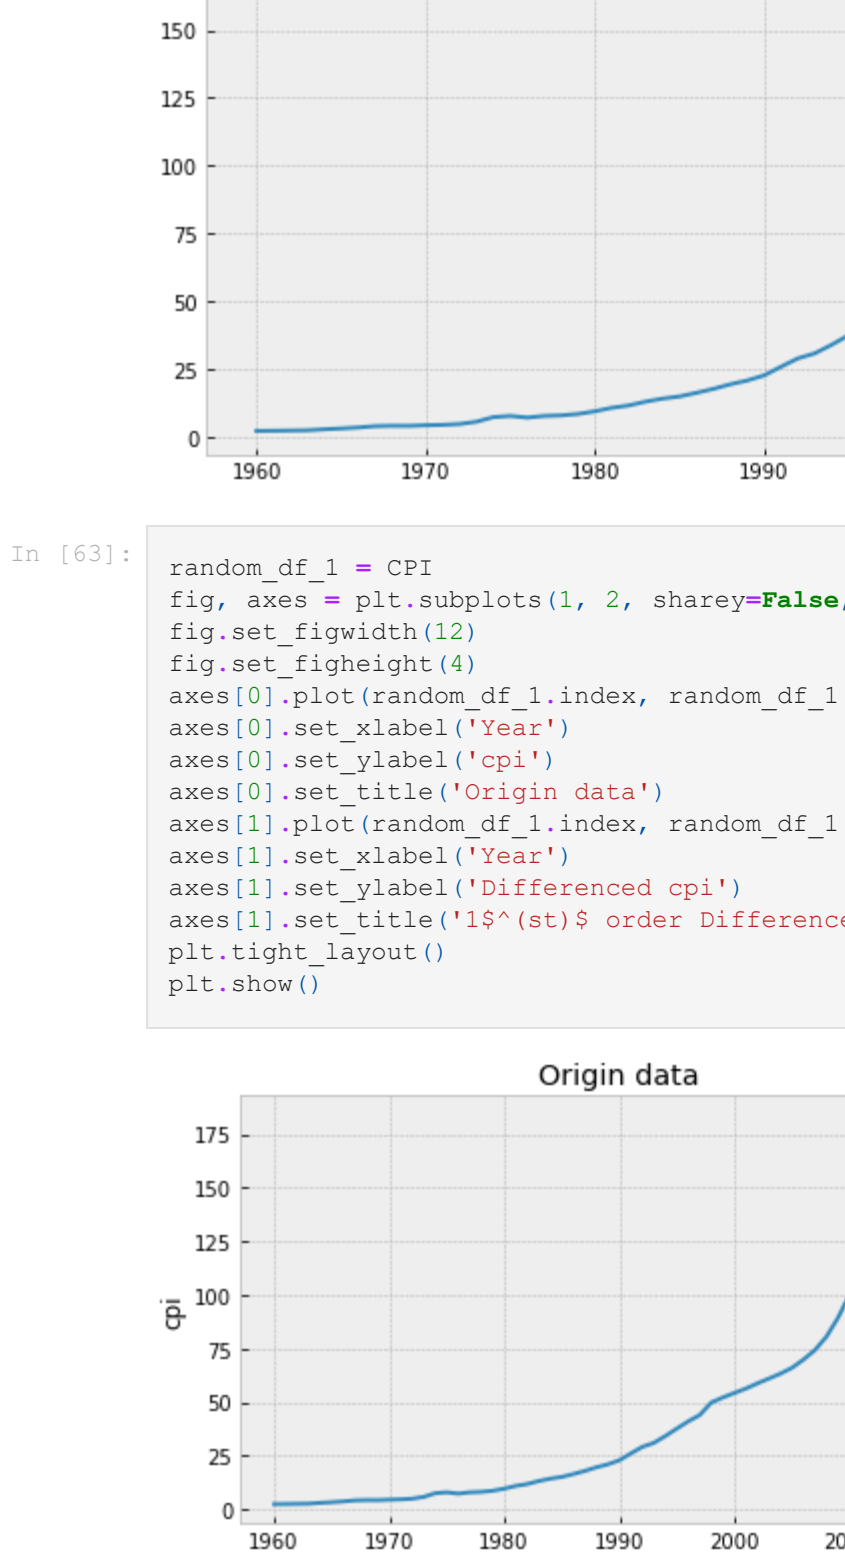 150
125
100
75
50
25
0
1960 1970 1980 1990
In [63]:
random_df_1 = CPI
fig, axes = plt.subplots(1, 2, sharey=False,
fig.set_figwidth(12)
fig.set_figheight(4)
axes[0].plot(random_df_1.index, random_df_1
axes[0].set_xlabel('Year')
axes[0].set_ylabel('cpi')
axes[0].set_title('Origin data')
axes[1].plot(random_df_1.index, random_df_1
axes[1].set_xlabel('Year')
axes[1].set_ylabel('Differenced cpi')
axes[1].set_title('1$^(st)$ order Difference
plt.tight_layout()
plt.show()
Origin data
175
150
125
100
75
50
25
0
cpi
1960 1970 1980 1990 2000 20